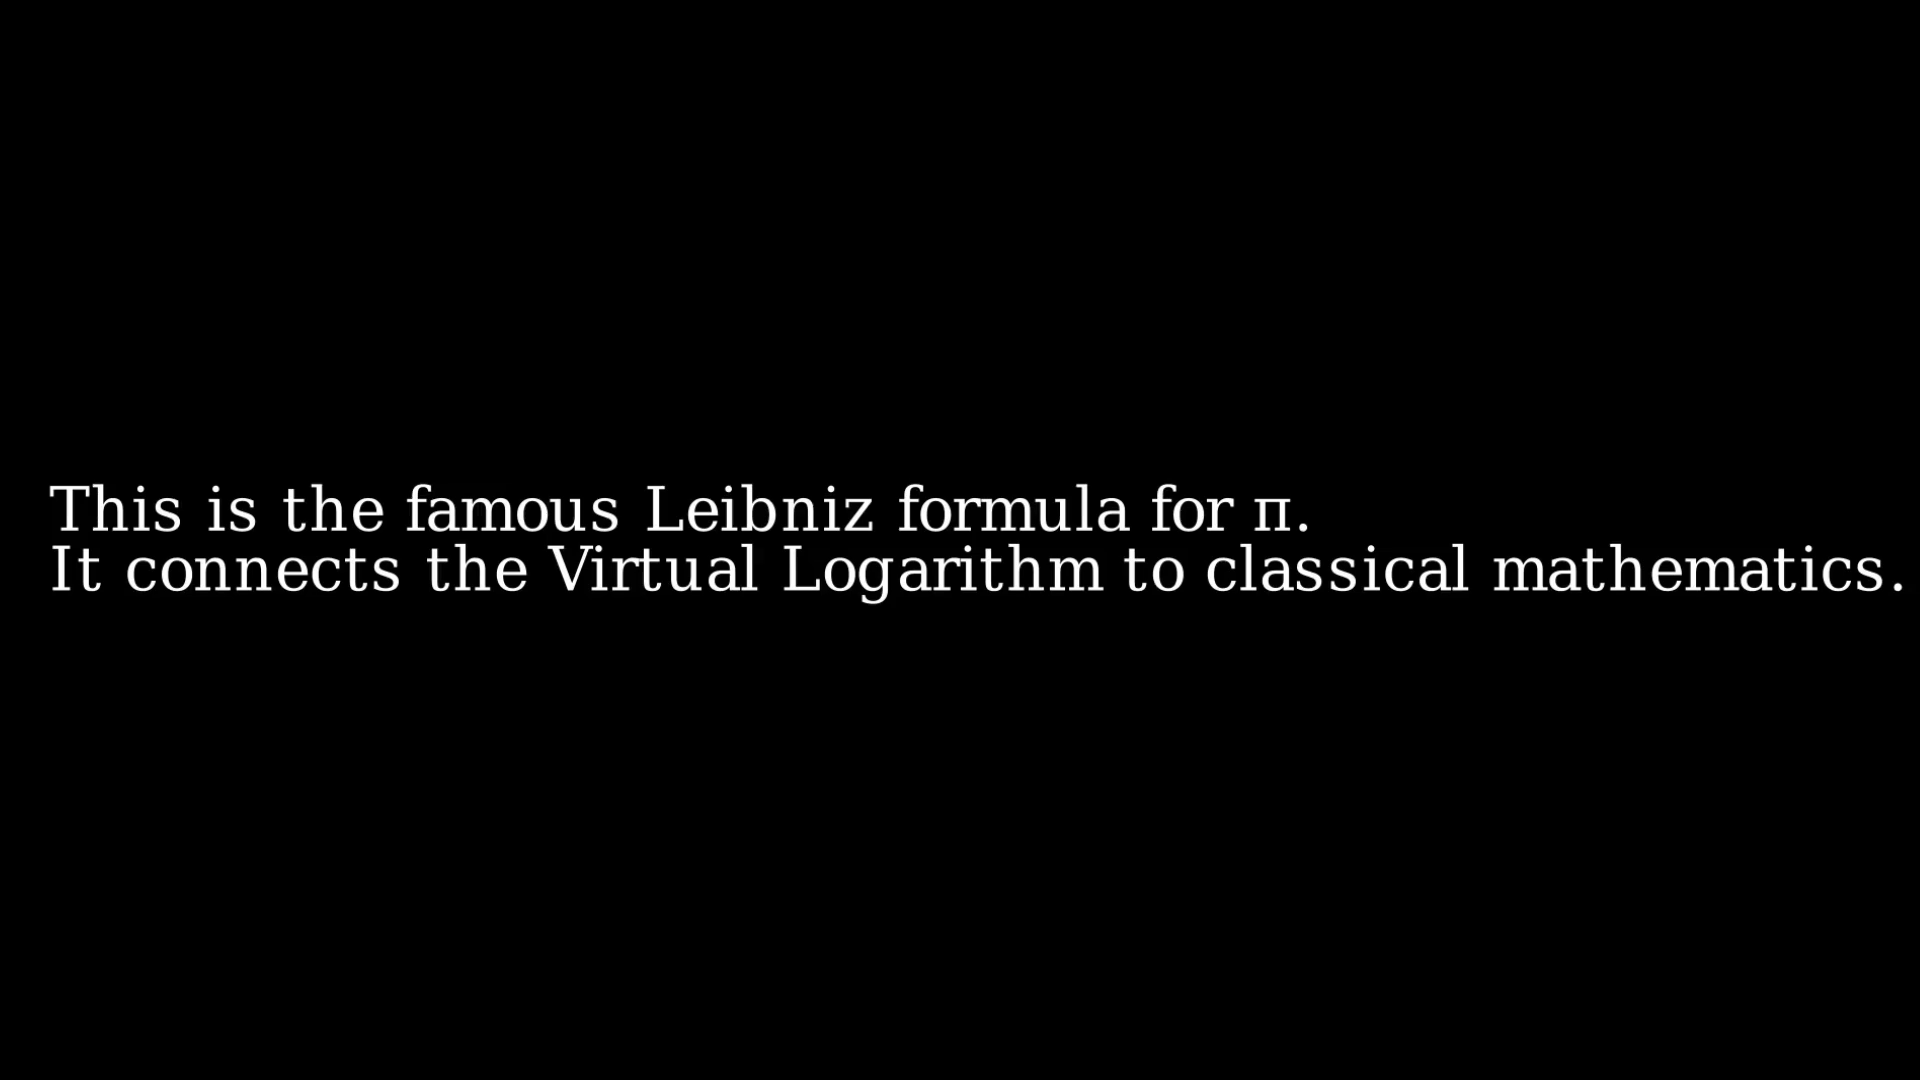 This is the famous Leibniz formula for π.
It connects the Virtual Logarithm to classical mathematics.